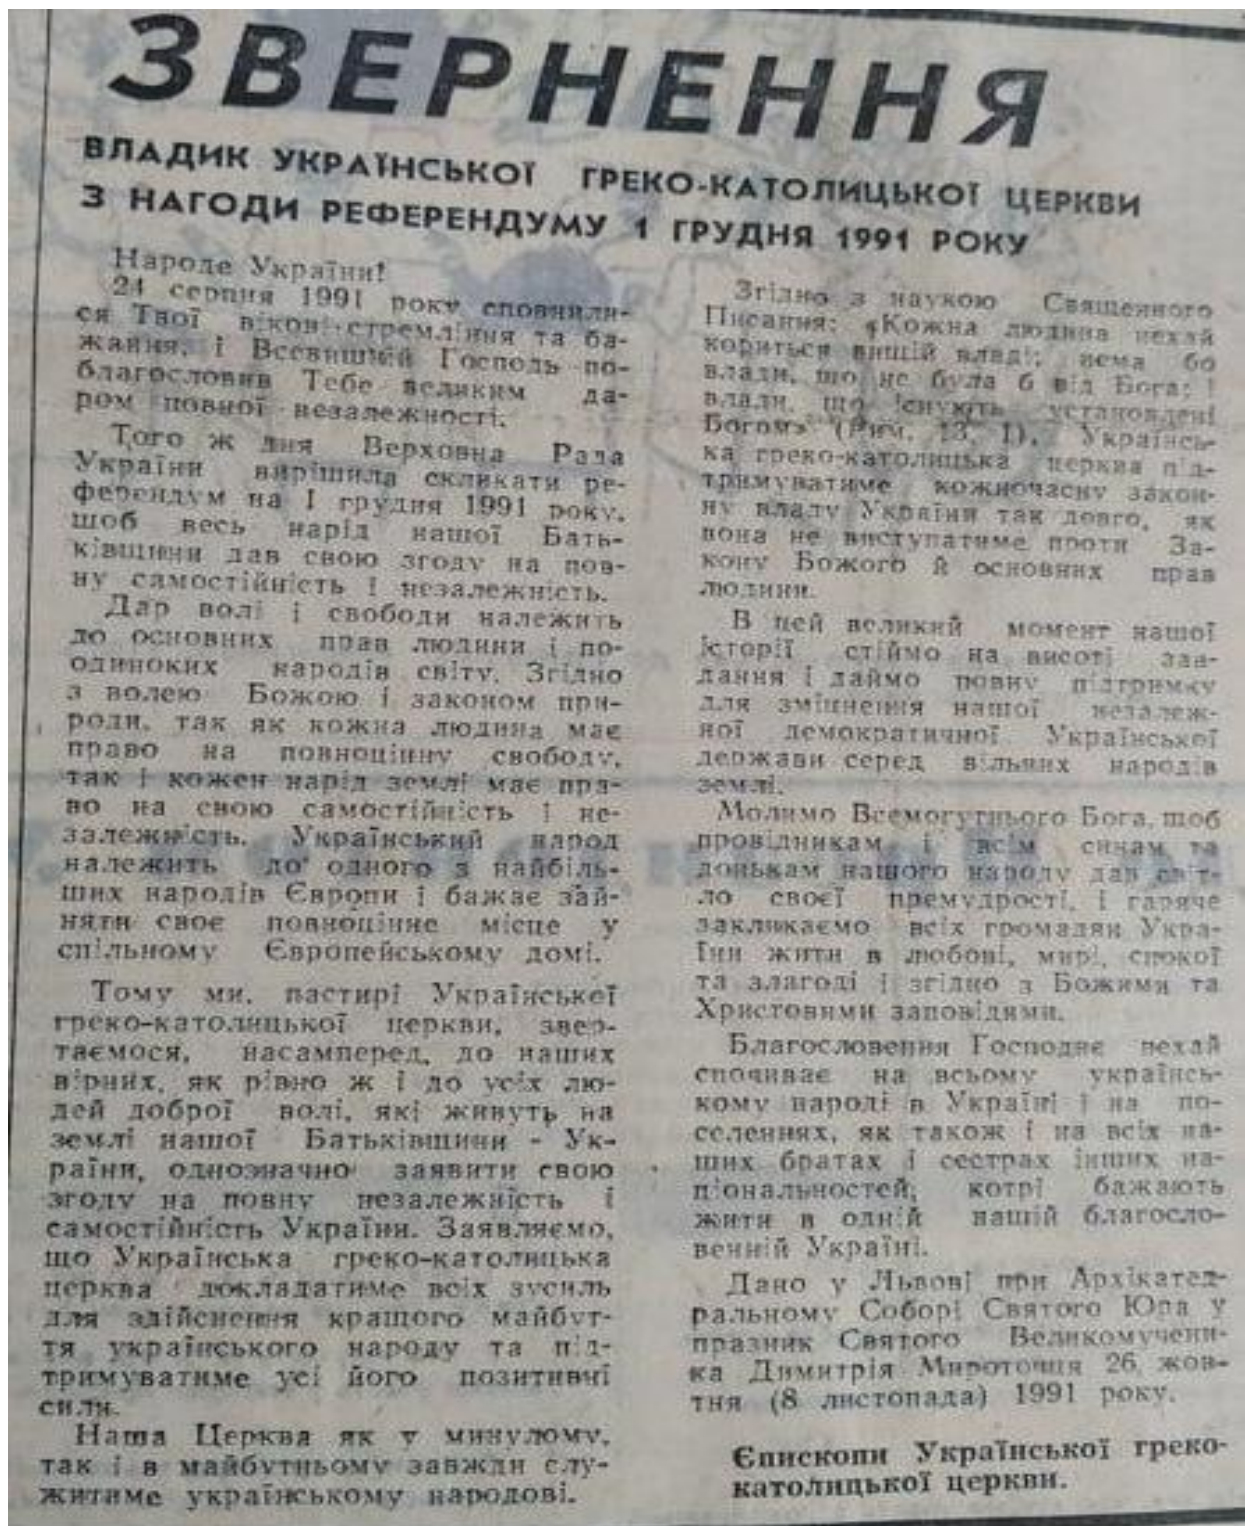 ЗВЕРНЕННЯ
ВЛАДИК УКРАЇНСЬКОЇ ГРЕКО-КАТОЛИЦЬКОЇ ЦЕРКВИ
З НАГОДИ РЕФЕРЕНДУМУ 1 ГРУДНЯ 1991 РОКУ
Народе України!
24 серпня 1991 року сповнили-
ся Твої вікові стремління та ба-
жання, і Всевишній Господь по-
благословив Тебе великим да-
ром повної незалежності.
Того ж дня Верховна Рада
України вирішила скликати ре-
ферендум на 1 грудня 1991 року,
щоб весь нарід нашої Бать-
ківщини дав свою згоду на пов-
ну самостійність і незалежність.
Дар волі і свободи належить
до основних прав людини і по-
одиноких народів світу. Згідно
з волею Божою і законом при-
роди, так як кожна людина має
право на повноцінну свободу,
так і кожен нарід землі має пра-
во на свою самостійність і не-
залежність. Український народ
належить до одного з найбіль-
ших народів Європи і бажає зай-
няти своє повноцінне місце у
спільному Європейському домі.
Тому ми, пастирі Української
греко-католицької церкви, звер-
таємося, насамперед, до наших
вірних, як рівно ж і до усіх лю-
дей доброї волі, які живуть на
землі нашої Батьківщини - Ук-
раїни, однозначно заявити свою
згоду на повну незалежність і
самостійність України. Заявляємо,
що Українська греко-католицька
церква докладатиме всіх зусиль
для здійснення кращого майбут-
тя українського народу та під-
тримуватиме усі його позитивні
сили.
Наша Церква як у минулому,
так і в майбутньому завжди слу-
житиме українському народові.
Згідно з наукою Священного
Писання: «Кожна людина нехай
кориться вищій владі; нема бо
влади, що не була б від Бога; і
влади, що існують установлені
Богом» (Рим. 13, 1). Українсь-
ка греко-католицька церква під-
тримуватиме кожночасну закон-
ну владу України так довго, як
вона не виступатиме проти За-
кону Божого й основних прав
людини.
В цей великий момент нашої
історії стіймо на висоті зав-
дання і даймо повну підтримку
для зміцнення нашої незалеж-
ної демократичної Української
держави серед вільних народів
землі.
Молимо Всемогутнього Бога, щоб
провідникам і всім синам та
донькам нашого народу дав світ-
ло своєї премудрості, і гаряче
закликаємо всіх громадян Укра-
їни жити в любові, мирі, спокої
та злагоді і згідно з Божими та
Христовими заповідями.
Благословення Господнє нехай
спочиває на всьому українсь-
кому народі в Україні і на по-
селеннях, як також і на всіх на-
ших братах і сестрах інших на-
ціональностей, котрі бажають
жити в одній нашій благосло-
венній Україні.
Дано у Львові при Архікатед-
ральному Соборі Святого Юра у
празник Святого Великомучени-
ка Димитрія Мироточця 26 жов-
тня (8 листопада) 1991 року.
Єпископи Української греко-
католицької церкви.